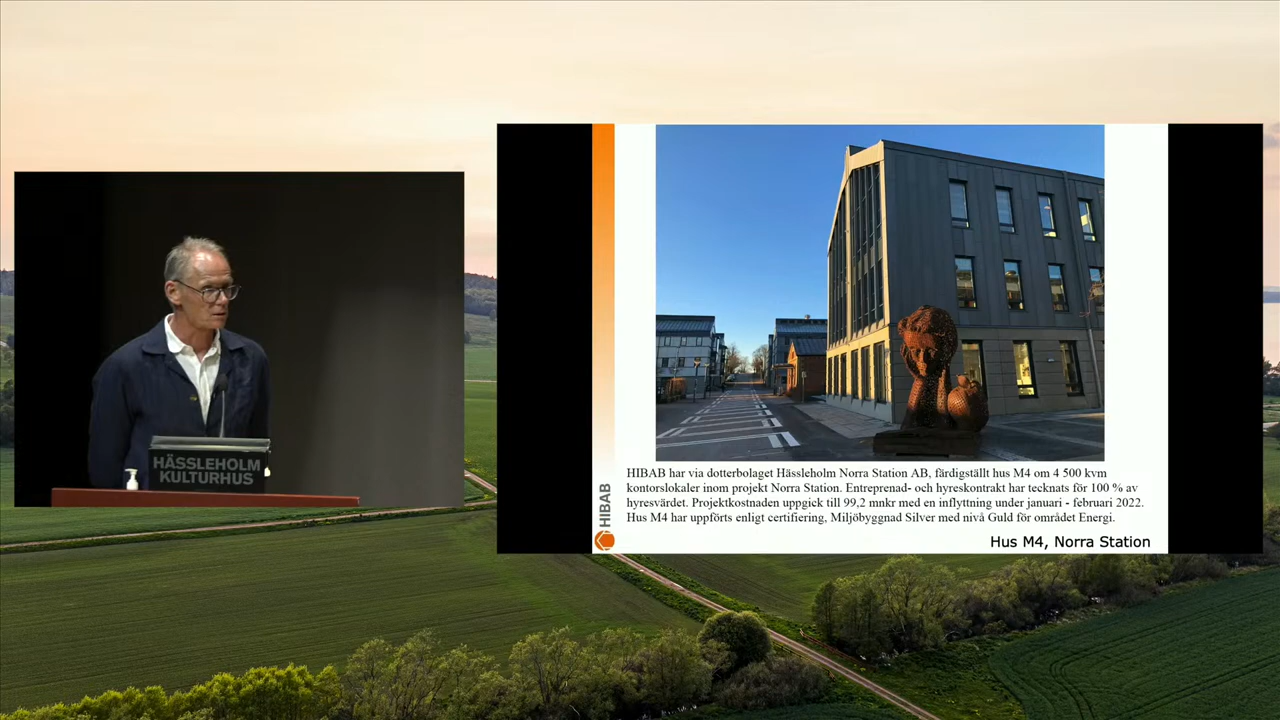 HÄSSLEHOLM
KULTURHUS
HIBAB har via dotterbolaget Hässleholm Norra Station AB, färdigställt hus M4 om 4 500 kvm
kontorslokaler inom projekt Norra Station. Entreprenad- och hyreskontrakt har tecknats för 100 % av
hyresvärdet. Projektkostnaden uppgick till 99,2 mnkr med en inflyttning under januari - februari 2022.
Hus M4 har uppförts enligt certifiering, Miljöbyggnad Silver med nivå Guld för området Energi.
HIBAB
Hus M4, Norra Station